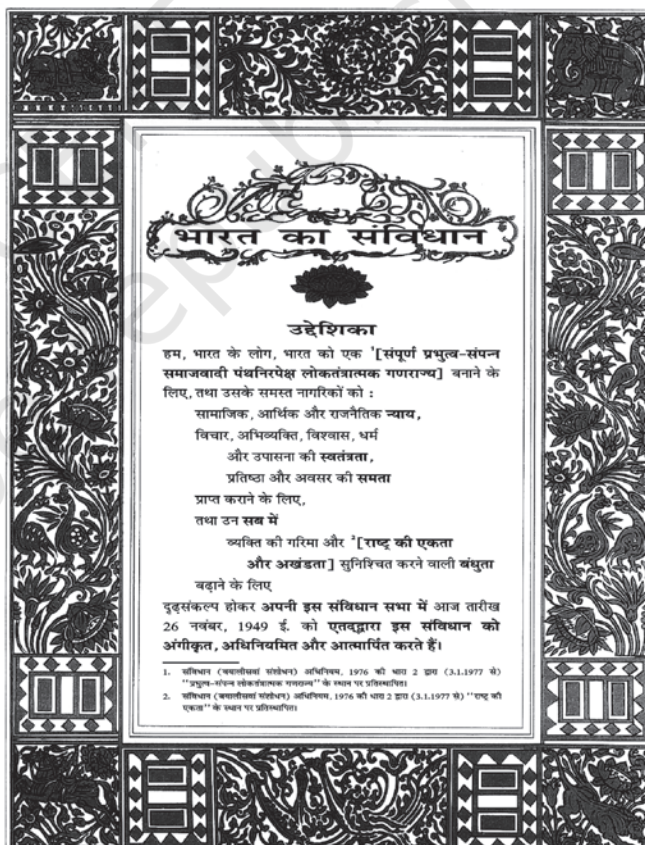 भारत का संविधान
उद्देशिका
हम, भारत के लोग, भारत को एक ¹[संपूर्ण प्रभुत्व-संपन्न
समाजवादी पंथनिरपेक्ष लोकतंत्रात्मक गणराज्य] बनाने के
लिए, तथा उसके समस्त नागरिकों को :
सामाजिक, आर्थिक और राजनैतिक न्याय,
विचार, अभिव्यक्ति, विश्वास, धर्म
और उपासना की स्वतंत्रता,
प्रतिष्ठा और अवसर की समता
प्राप्त कराने के लिए,
तथा उन सब में
व्यक्ति की गरिमा और ²[राष्ट्र की एकता
और अखंडता] सुनिश्चित करने वाली बंधुता
बढ़ाने के लिए
दृढ़संकल्प होकर अपनी इस संविधान सभा में आज तारीख
26 नवंबर, 1949 ई. को एतद्द्वारा इस संविधान को
अंगीकृत, अधिनियमित और आत्मार्पित करते हैं।
1. संविधान (बयालीसवां संशोधन) अधिनियम, 1976 की धारा 2 द्वारा (3.1.1977 से)
"प्रभुत्व-संपन्न लोकतंत्रात्मक गणराज्य" के स्थान पर प्रतिस्थापित।
2. संविधान (बयालीसवां संशोधन) अधिनियम, 1976 की धारा 2 द्वारा (3.1.1977 से) "राष्ट्र की
एकता" के स्थान पर प्रतिस्थापित।